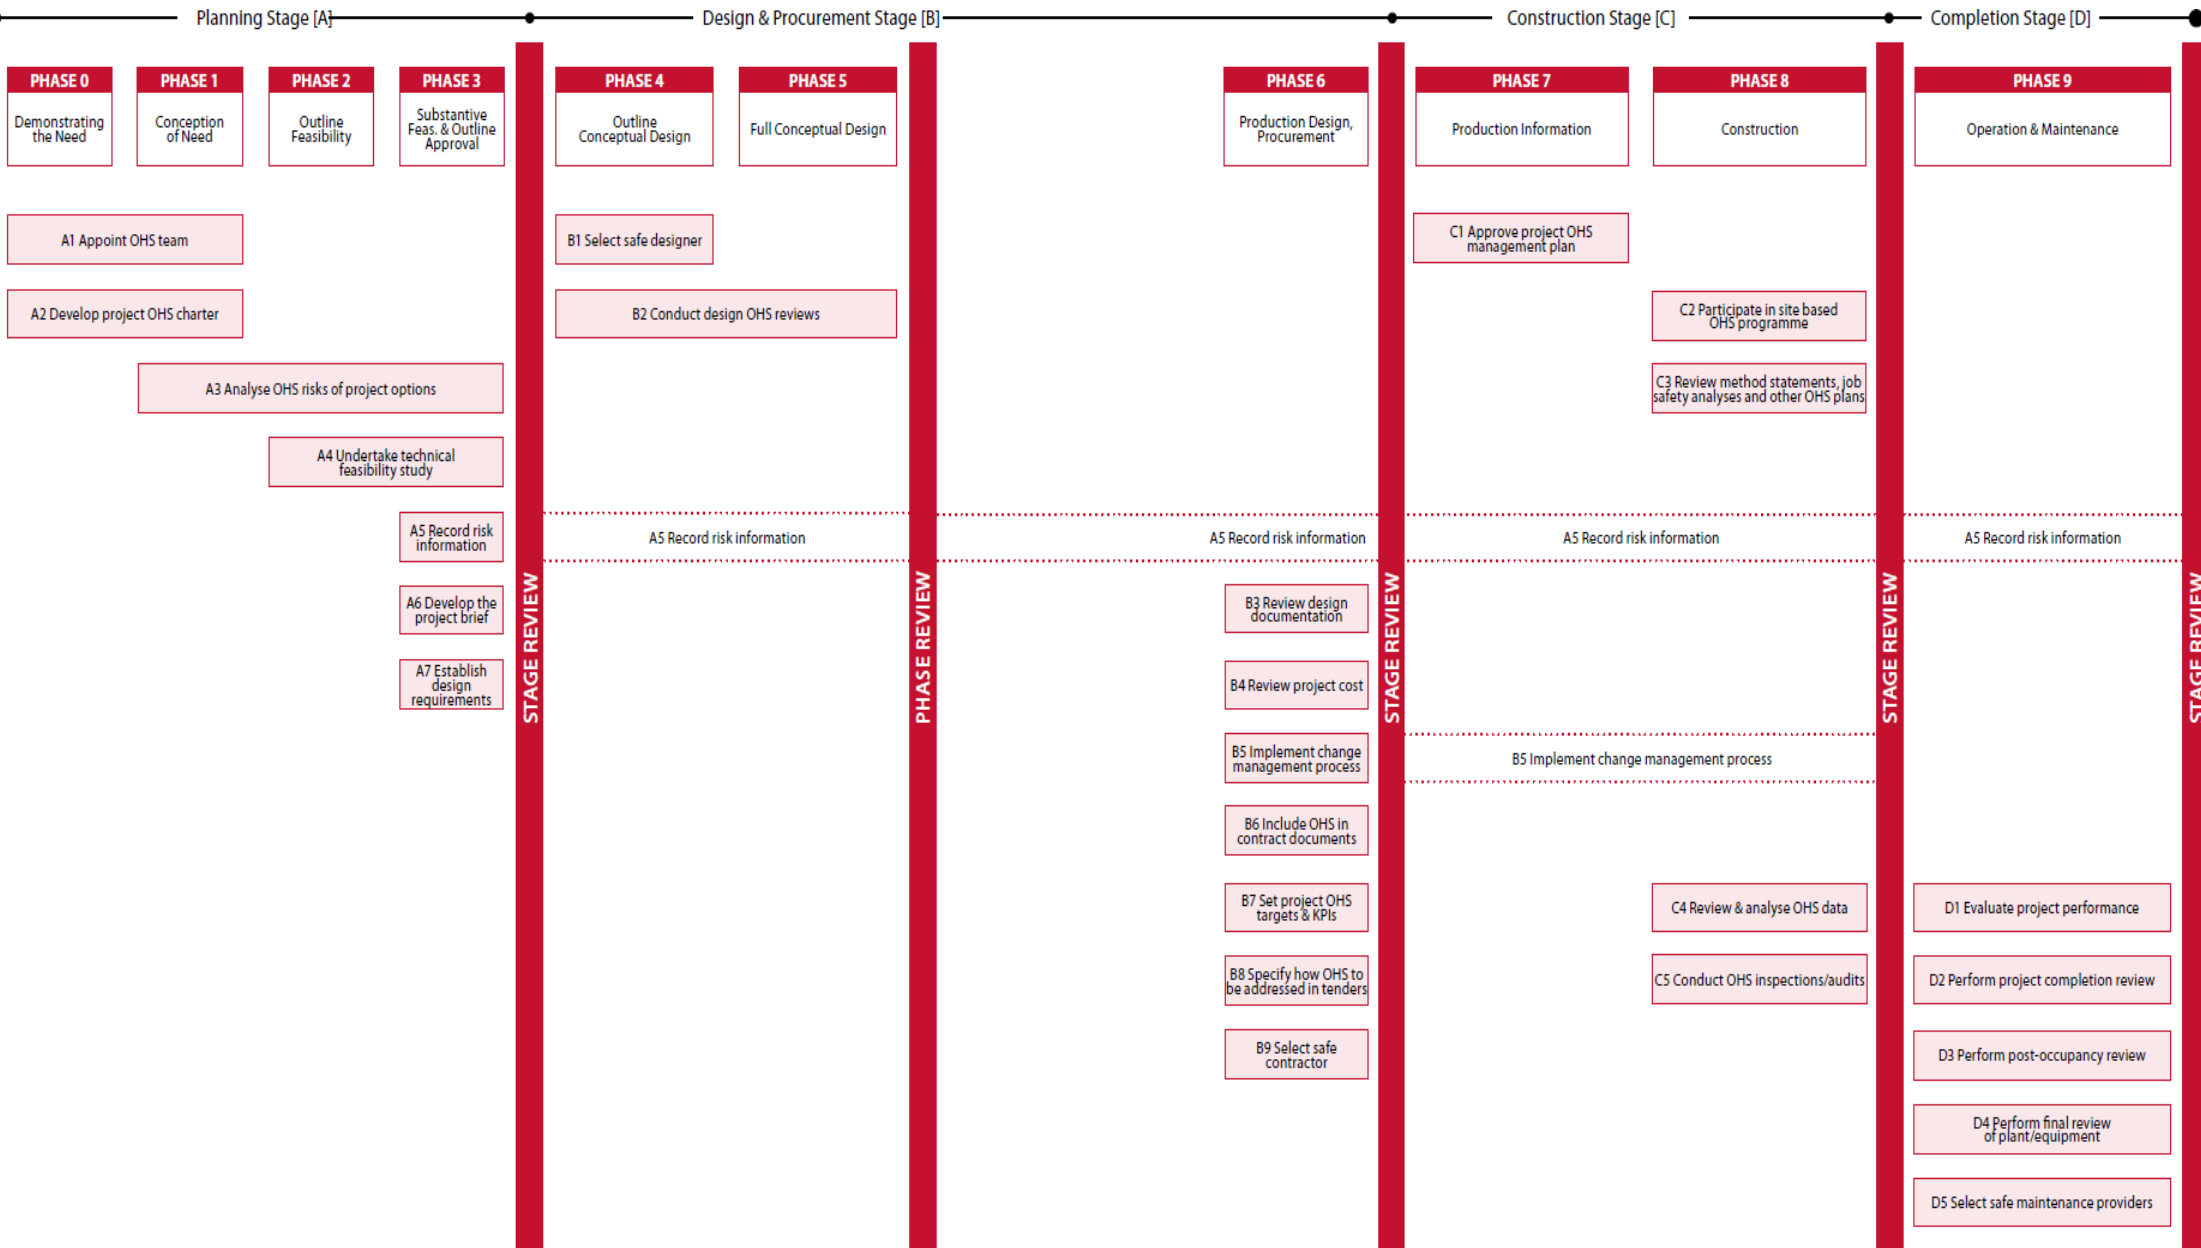 Planning Stage [A]
Design & Procurement Stage [B]
Construction Stage [C]
Completion Stage [D]
PHASE 0
Demonstrating
the Need
PHASE 1
Conception
of Need
PHASE 2
Outline
Feasibility
PHASE 3
Substantive
Feas. & Outline
Approval
PHASE 4
Outline
Conceptual Design
PHASE 5
Full Conceptual Design
PHASE 6
Production Design,
Procurement
PHASE 7
Production Information
PHASE 8
Construction
PHASE 9
Operation & Maintenance
A1 Appoint OHS team
A2 Develop project OHS charter
A3 Analyse OHS risks of project options
A4 Undertake technical
feasibility study
A5 Record risk
information
A6 Develop the
project brief
A7 Establish
design
requirements
STAGE REVIEW
B1 Select safe designer
B2 Conduct design OHS reviews
A5 Record risk information
PHASE REVIEW
A5 Record risk information
B3 Review design
documentation
B4 Review project cost
B5 Implement change
management process
B6 Include OHS in
contract documents
B7 Set project OHS
targets & KPIs
B8 Specify how OHS to
be addressed in tenders
B9 Select safe
contractor
STAGE REVIEW
C1 Approve project OHS
management plan
C2 Participate in site based
OHS programme
C3 Review method statements, job
safety analyses and other OHS plans
A5 Record risk information
B5 Implement change management process
C4 Review & analyse OHS data
C5 Conduct OHS inspections/audits
STAGE REVIEW
A5 Record risk information
D1 Evaluate project performance
D2 Perform project completion review
D3 Perform post-occupancy review
D4 Perform final review
of plant/equipment
D5 Select safe maintenance providers
STAGE REVIEW